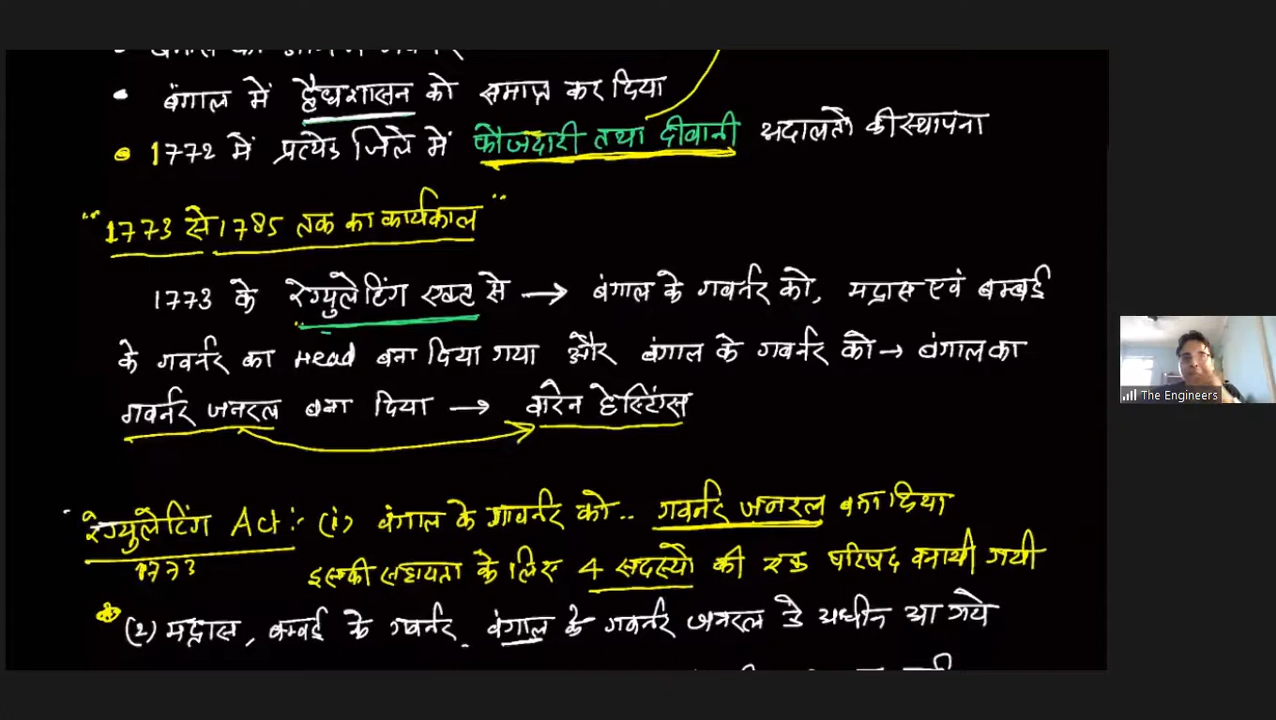 • बंगाल में द्वैधशासन को समाप्त कर दिया
• 1772 में प्रत्येक जिले में फौजदारी तथा दीवानी अदालतो की स्थापना
"1773 से 1785 तक का कार्यकाल"
1773 के रेग्युलेटिंग एक्ट से → बंगाल के गवर्नर को, मद्रास एवं बम्बई
के गवर्नर का Head बना दिया गया और बंगाल के गवर्नर को → बंगाल का
गवर्नर जनरल बना दिया → वारेन हेस्टिंग्स
रेग्युलेटिंग Act :- (i) बंगाल के गावर्नर को.. गवर्नर जनरल बना दिया
1773
इसकी सहायता के लिए 4 सदस्यो की एक परिषद बनायी गयी
(2) मद्रास, बम्बई के गवर्नर बंगाल के गवर्नर जनरल के अधीन आ गये
The Engineers